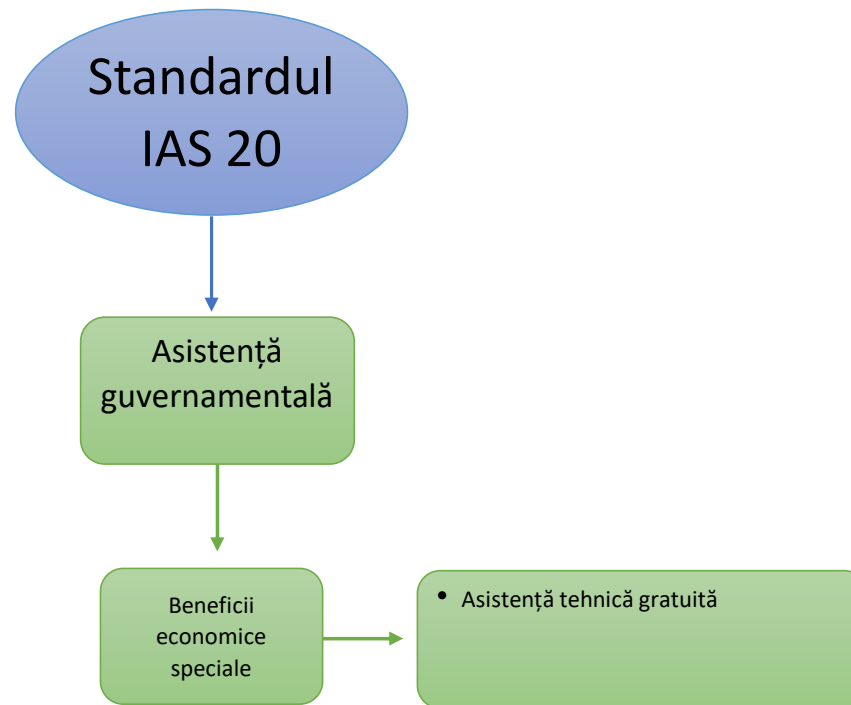 Standardul
IAS 20
Asistență
guvernamentală
Beneficii
economice
speciale
• Asistență tehnică gratuită